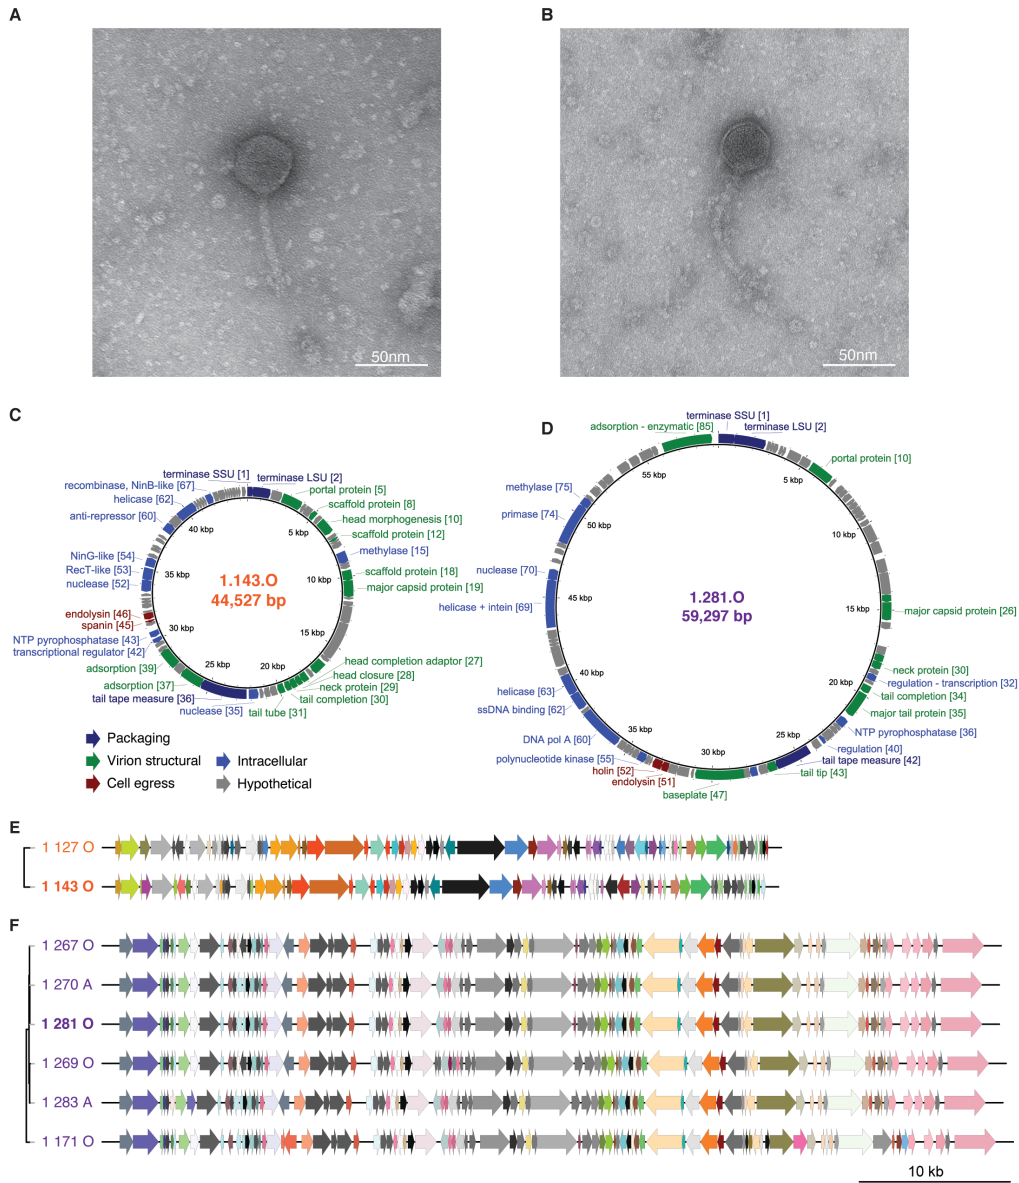 A
B
50nm
50nm
C
D
terminase SSU [1]
terminase LSU [2]
portal protein [5]
scaffold protein [8]
head morphogenesis [10]
scaffold protein [12]
methylase [15]
scaffold protein [18]
major capsid protein [19]
head completion adaptor [27]
head closure [28]
neck protein [29]
tail completion [30]
tail tube [31]
nuclease [35]
tail tape measure [36]
adsorption [37]
adsorption [39]
transcriptional regulator [42]
NTP pyrophosphatase [43]
spanin [45]
endolysin [46]
nuclease [52]
RecT-like [53]
NinG-like [54]
anti-repressor [60]
helicase [62]
recombinase, NinB-like [67]
5 kbp
10 kbp
15 kbp
20 kbp
25 kbp
30 kbp
35 kbp
40 kbp
1.143.O
44,527 bp
adsorption - enzymatic [85]
terminase SSU [1]
terminase LSU [2]
portal protein [10]
major capsid protein [26]
neck protein [30]
regulation - transcription [32]
tail completion [34]
major tail protein [35]
NTP pyrophosphatase [36]
regulation [40]
tail tape measure [42]
tail tip [43]
baseplate [47]
endolysin [51]
holin [52]
polynucleotide kinase [55]
DNA pol A [60]
ssDNA binding [62]
helicase [63]
helicase + intein [69]
nuclease [70]
primase [74]
methylase [75]
5 kbp
10 kbp
15 kbp
20 kbp
25 kbp
30 kbp
35 kbp
40 kbp
45 kbp
50 kbp
55 kbp
1.281.O
59,297 bp
Packaging
Virion structural
Intracellular
Cell egress
Hypothetical
E
1 127 O
1 143 O
F
1 267 O
1 270 A
1 281 O
1 269 O
1 283 A
1 171 O
10 kb